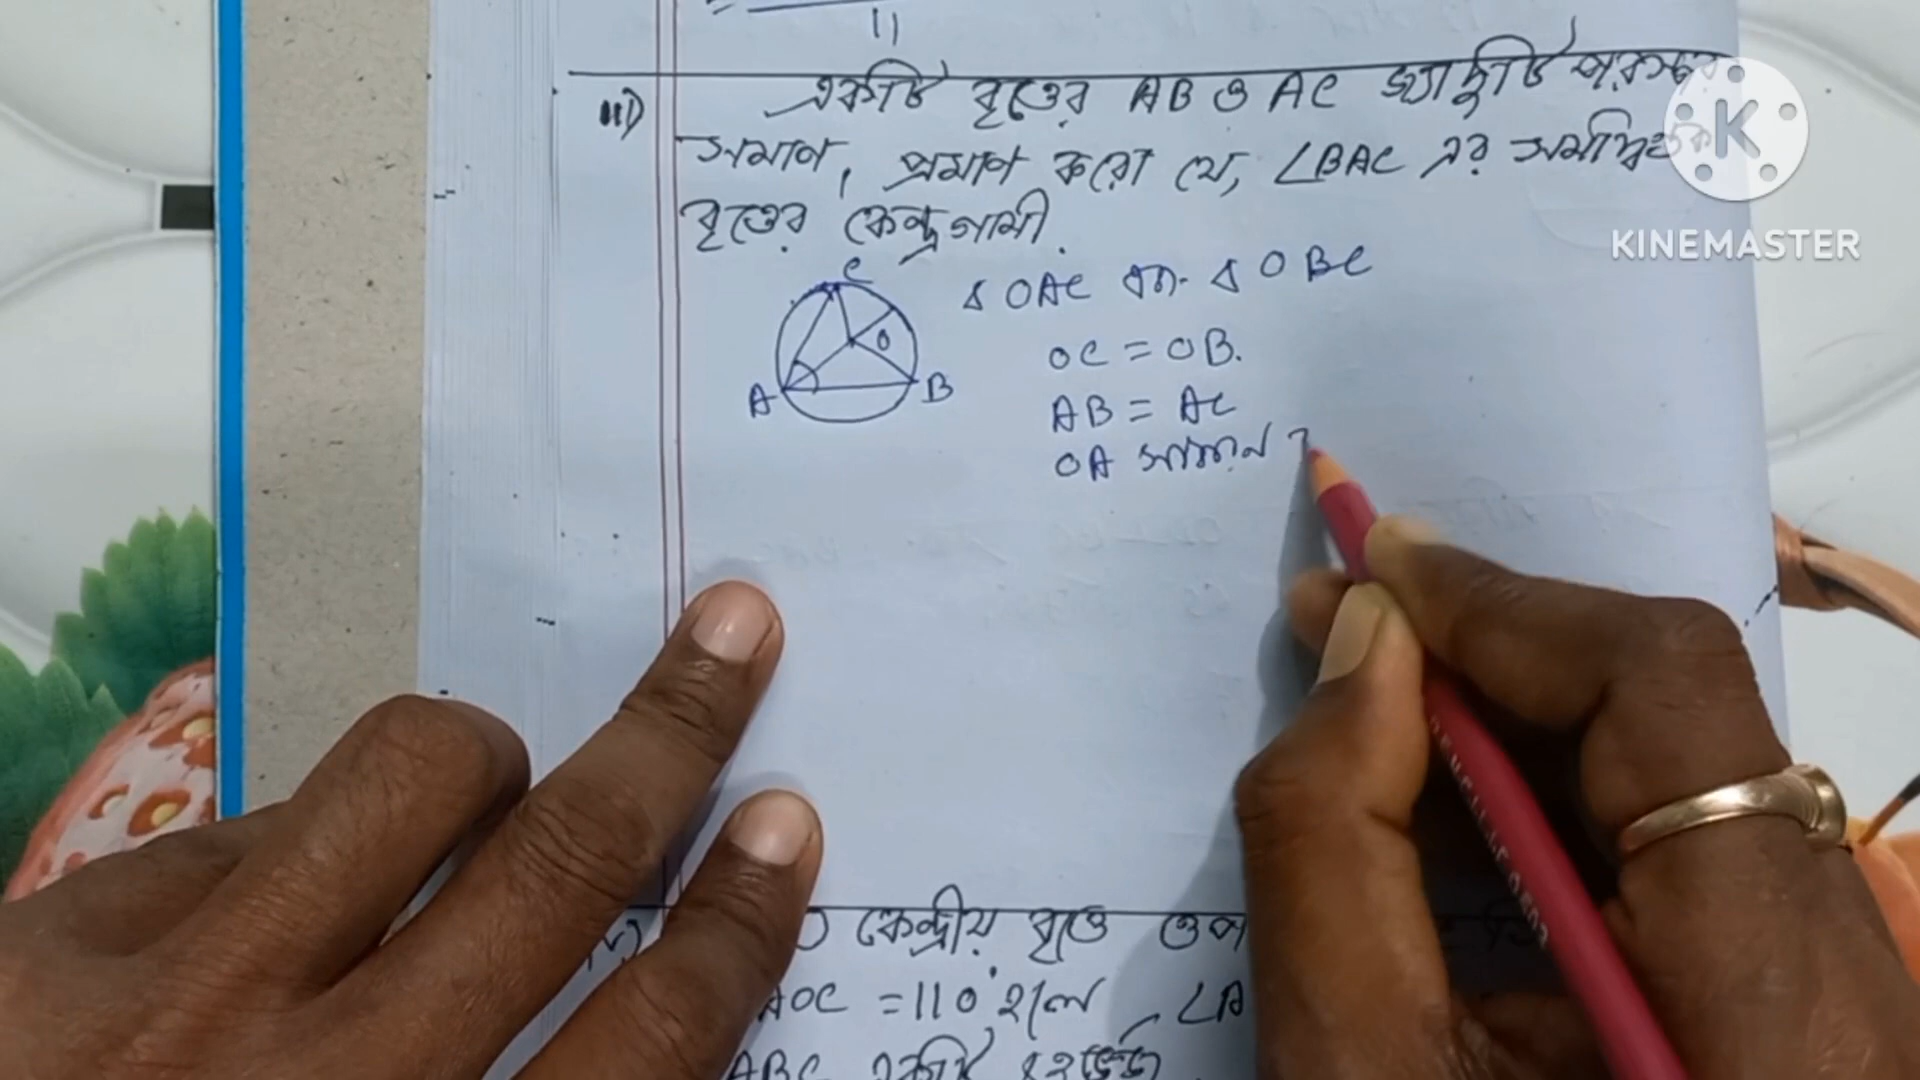 11
iii) একটি বৃত্তের AB ও AC জ্যা দুটি পরস্পর
সমান, প্রমাণ করো যে, ∠BAC এর সমদ্বিখণ্ডক
বৃত্তের কেন্দ্রগামী.
K
KINEMASTER
C
O
A
B
Δ OAC এবং Δ OBC
OC = OB.
AB = AC
OA সাধারণ
O কেন্দ্রীয় বৃত্তে
AOC = 110° হলে, ∠A
ABC একটি